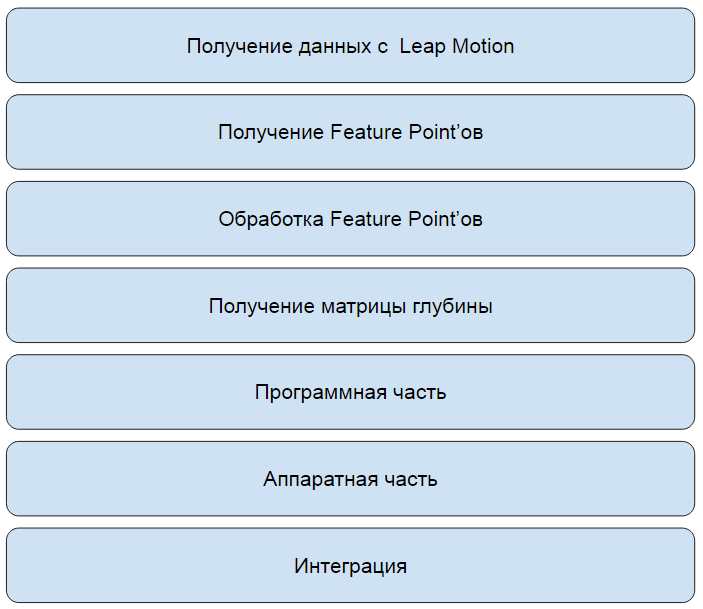 Получение данных с  Leap Motion
Получение Feature Point’ов
Обработка Feature Point’ов
Получение матрицы глубины
Программная часть
Аппаратная часть
Интеграция